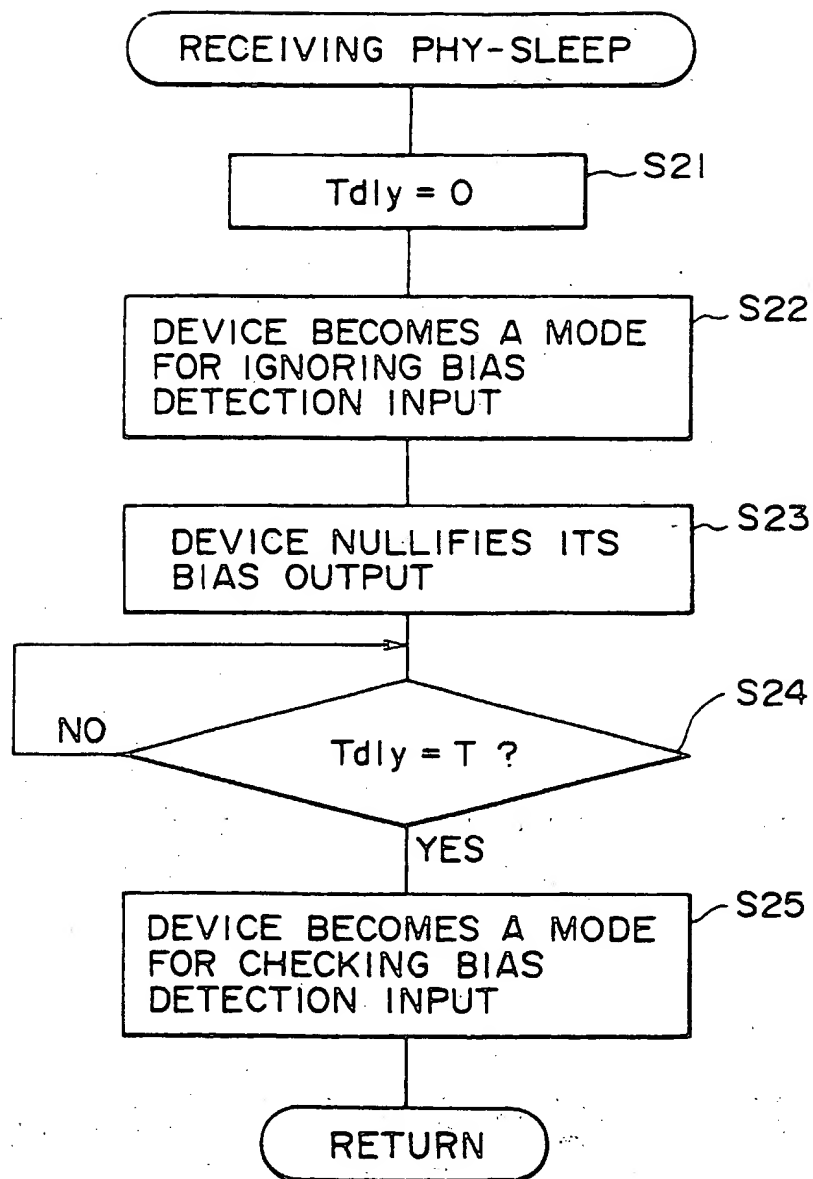 RECEIVING PHY-SLEEP
S21
Tdly = 0
S22
DEVICE BECOMES A MODE
FOR IGNORING BIAS
DETECTION INPUT
S23
DEVICE NULLIFIES ITS
BIAS OUTPUT
S24
NO
Tdly = T ?
YES
S25
DEVICE BECOMES A MODE
FOR CHECKING BIAS
DETECTION INPUT
RETURN